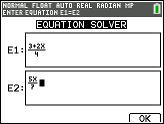 NORMAL FLOAT AUTO REAL RADIAN MP
ENTER EQUATION E1=E2
EQUATION SOLVER
E1: (3+2X)/4
E2: 5X/7
OK